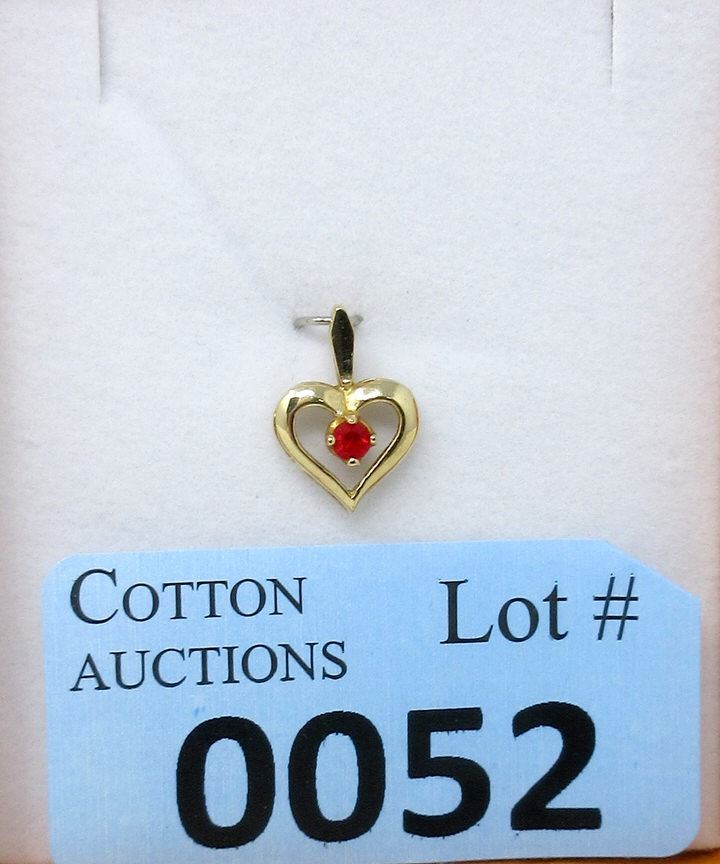 COTTON
AUCTIONS
Lot #
0052